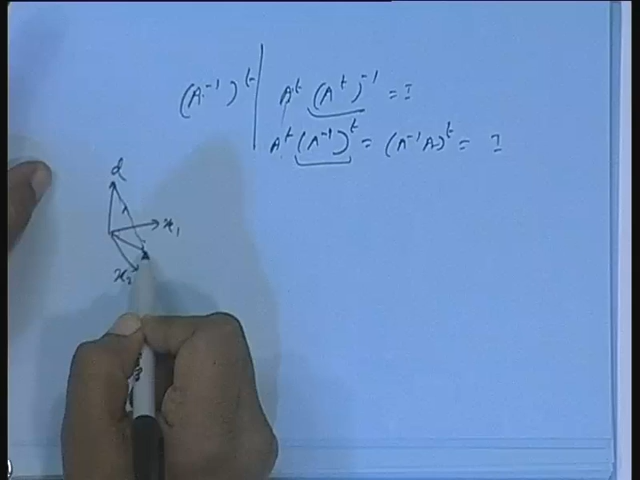 (A⁻¹)ᵗ | Aᵗ (Aᵗ)⁻¹ = I
Aᵗ (A⁻¹)ᵗ = (A⁻¹A)ᵗ = I
d
x₁
x₂